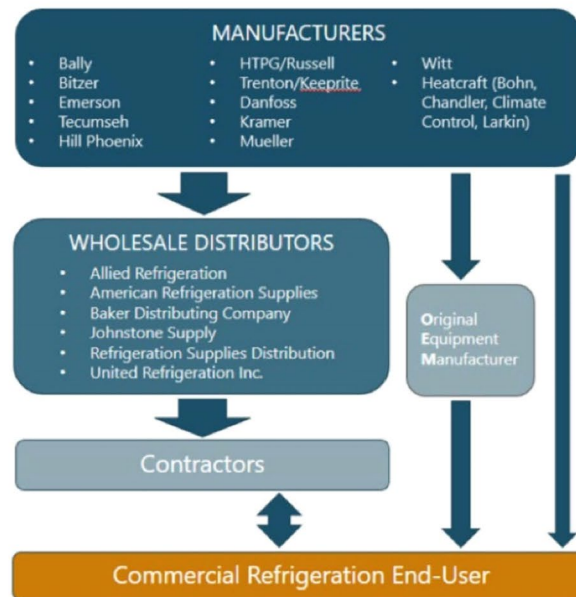 MANUFACTURERS
• Bally
• Bitzer
• Emerson
• Tecumseh
• Hill Phoenix
• HTPG/Russell
• Trenton/Keeprite
• Danfoss
• Kramer
• Mueller
• Witt
• Heatcraft (Bohn,
Chandler, Climate
Control, Larkin)
WHOLESALE DISTRIBUTORS
• Allied Refrigeration
• American Refrigeration Supplies
• Baker Distributing Company
• Johnstone Supply
• Refrigeration Supplies Distribution
• United Refrigeration Inc.
Original
Equipment
Manufacturer
Contractors
Commercial Refrigeration End-User